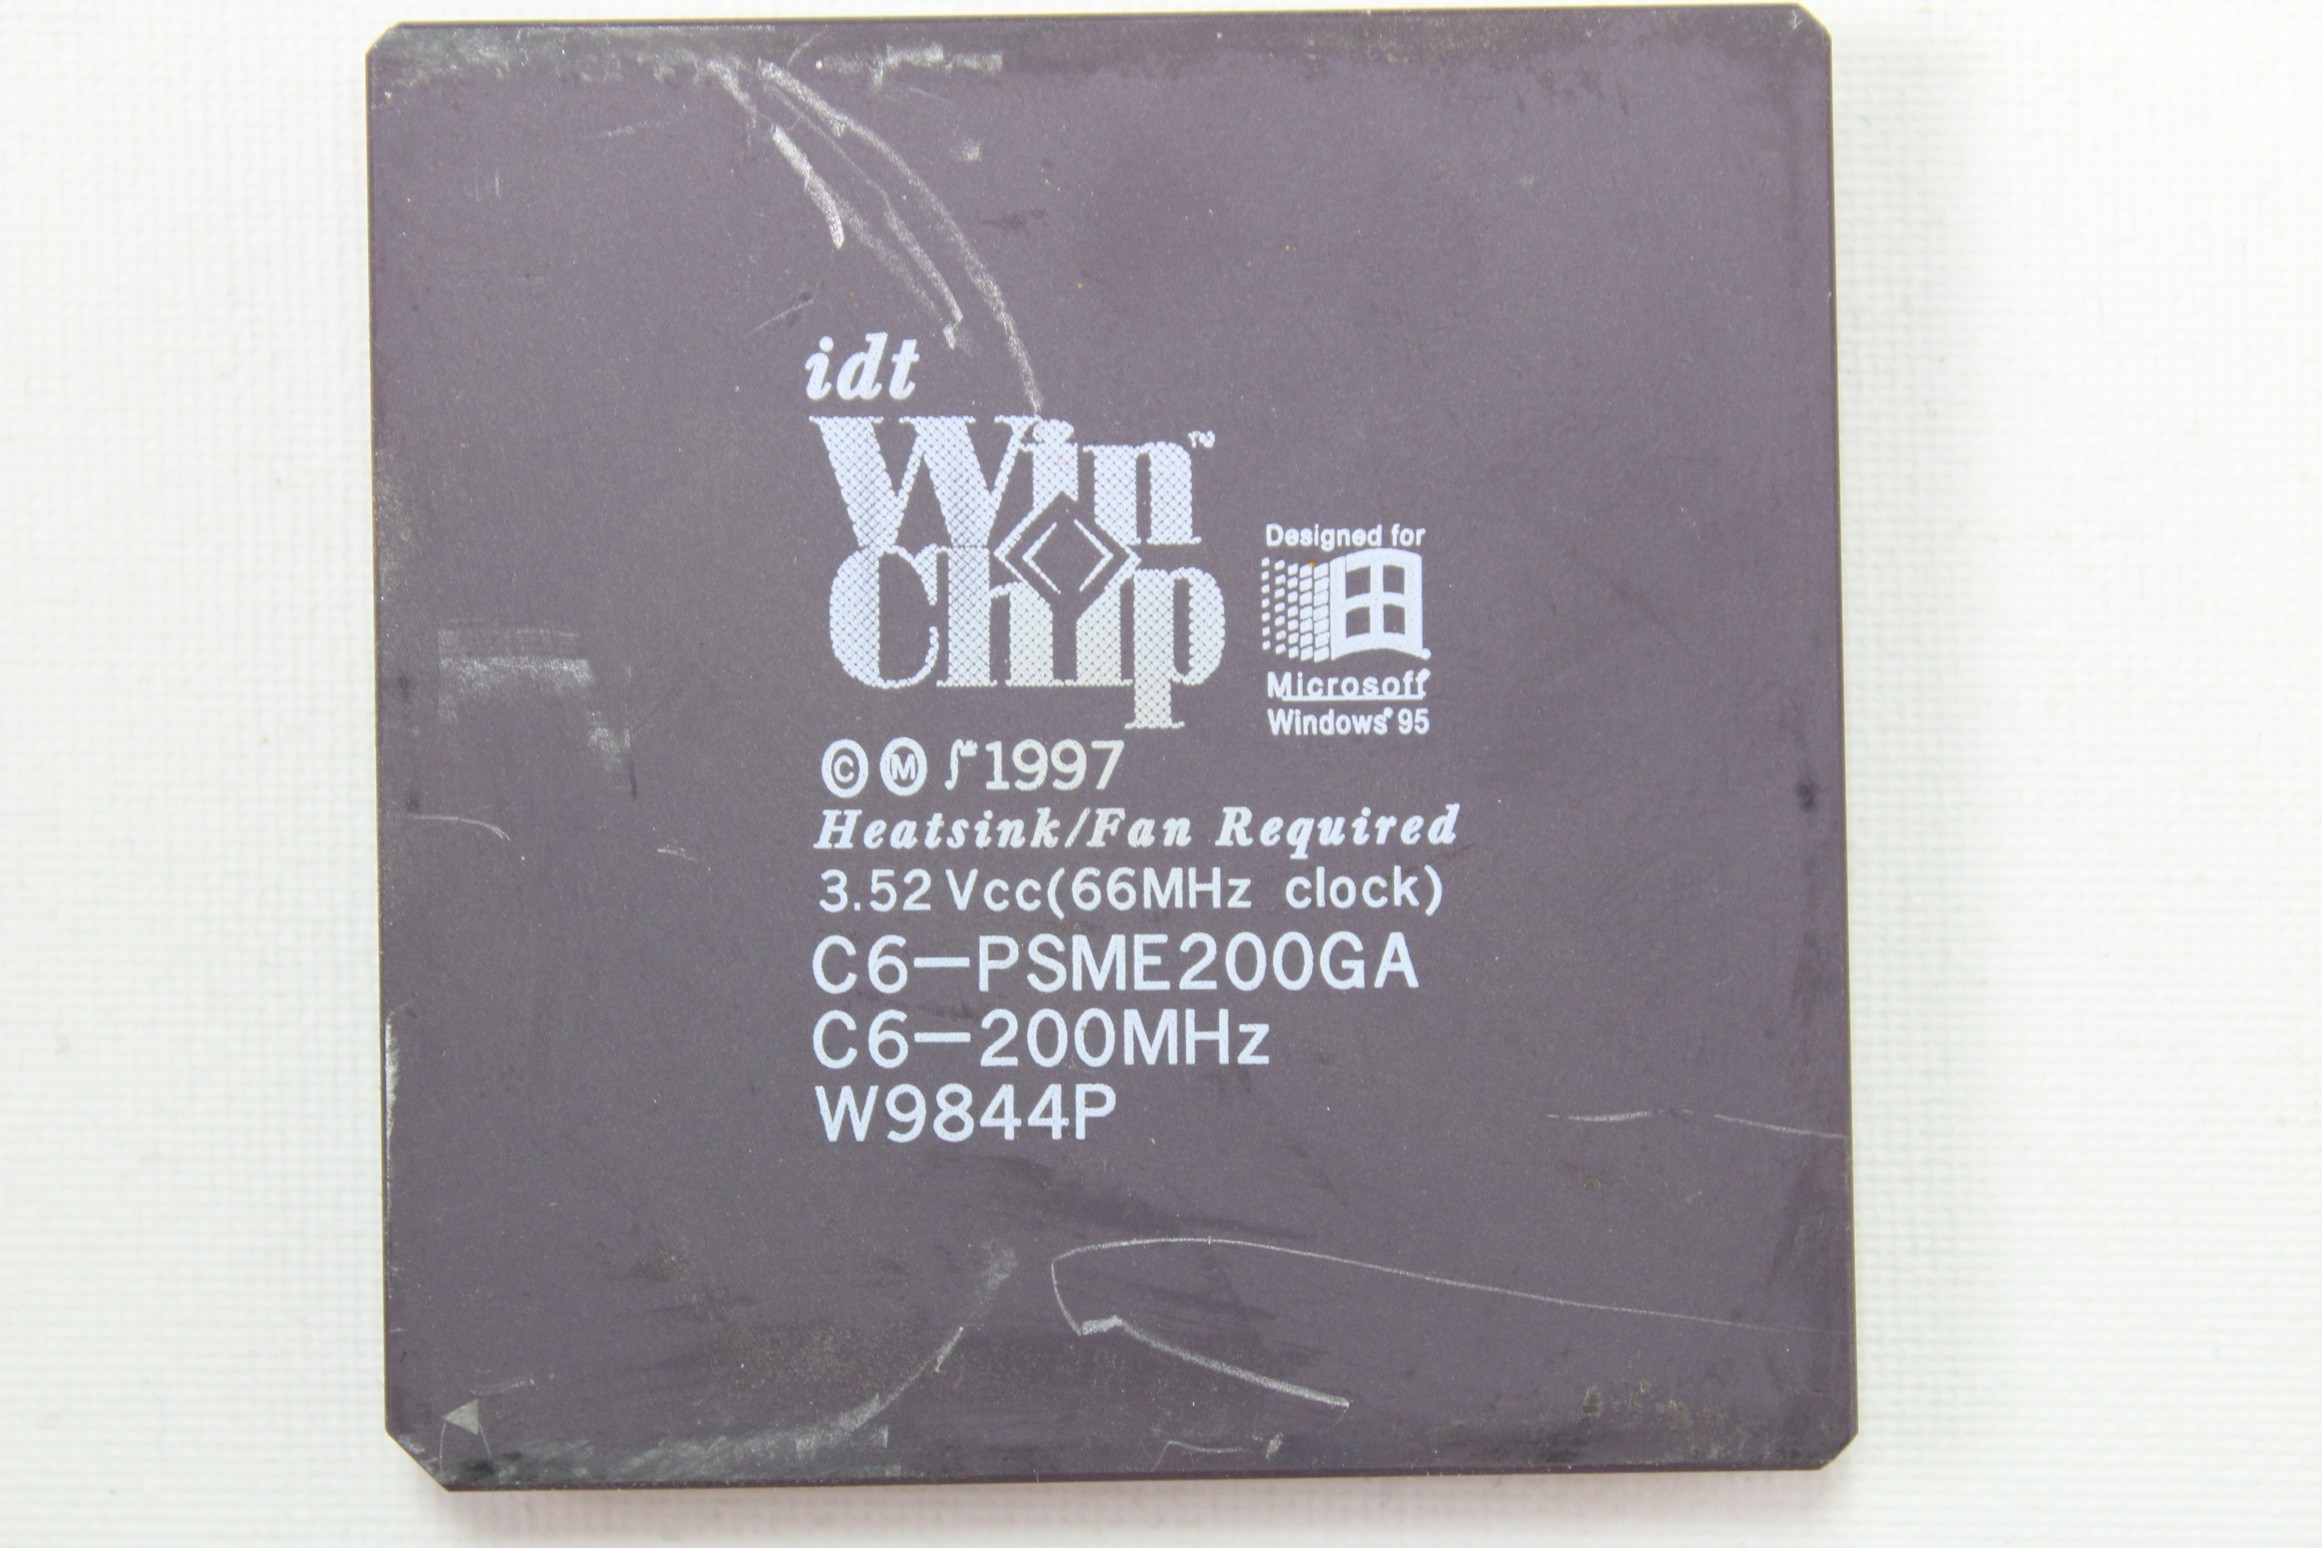 idt
Win™
Chip
Designed for
Microsoft®
Windows® 95
© Ⓜ ∫* 1997
Heatsink/Fan Required
3.52 Vcc(66MHz clock)
C6-PSME200GA
C6-200MHz
W9844P